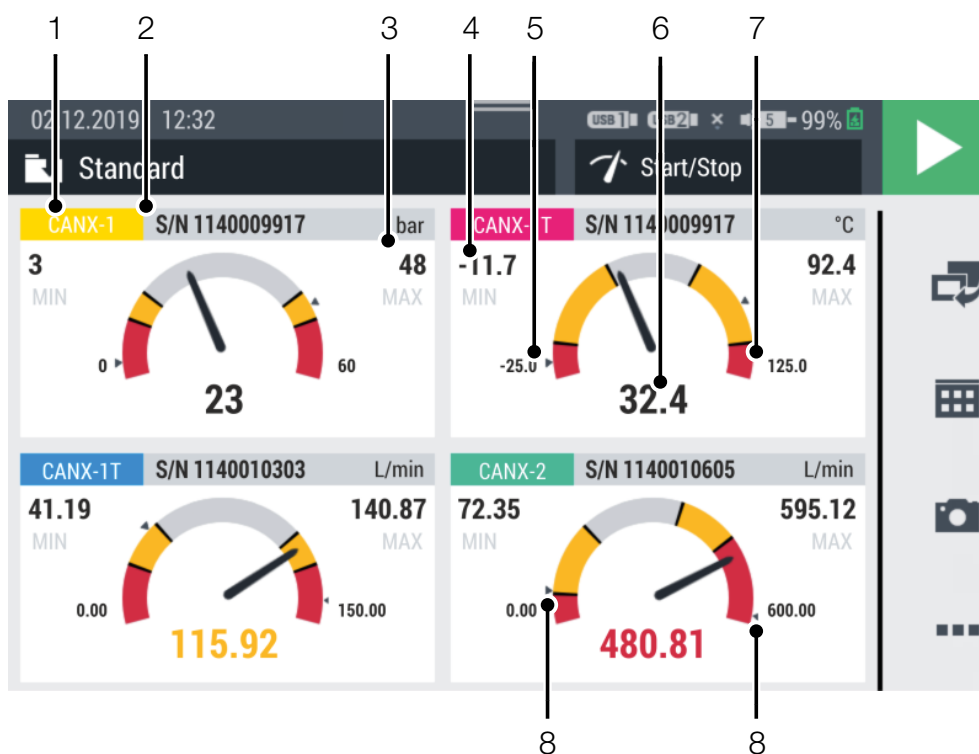 1 2 3 4 5 6 7
02.12.2019 12:32 USB 1 USB 2 5 99%
Standard Start/Stop
CANX-1 S/N 1140009917 bar
3 48
MIN MAX
0 60
23
CANX-1T S/N 1140009917 °C
-11.7 92.4
MIN MAX
-25.0 125.0
32.4
CANX-1T S/N 1140010303 L/min
41.19 140.87
MIN MAX
0.00 150.00
115.92
CANX-2 S/N 1140010605 L/min
72.35 595.12
MIN MAX
0.00 600.00
480.81
8 8